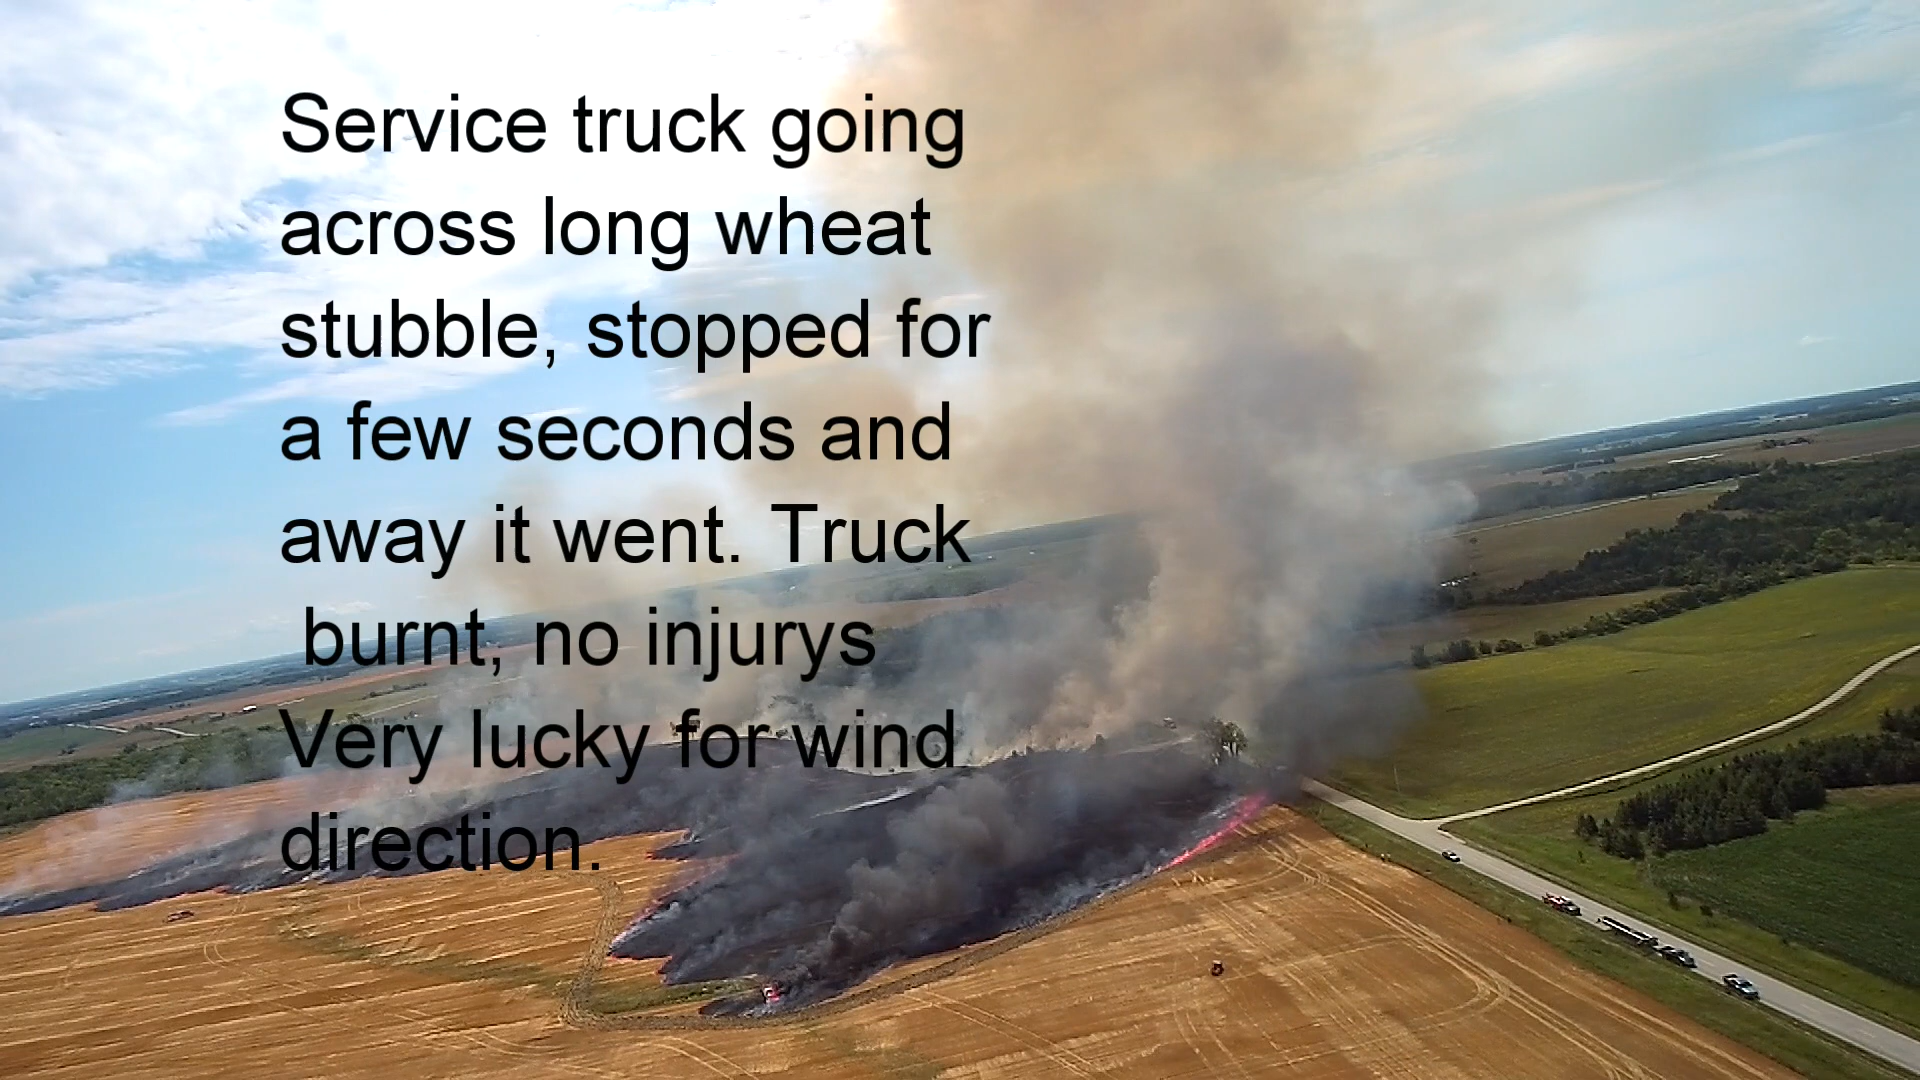 Service truck going
across long wheat
stubble, stopped for
a few seconds and
away it went. Truck
burnt, no injurys
Very lucky for wind
direction.